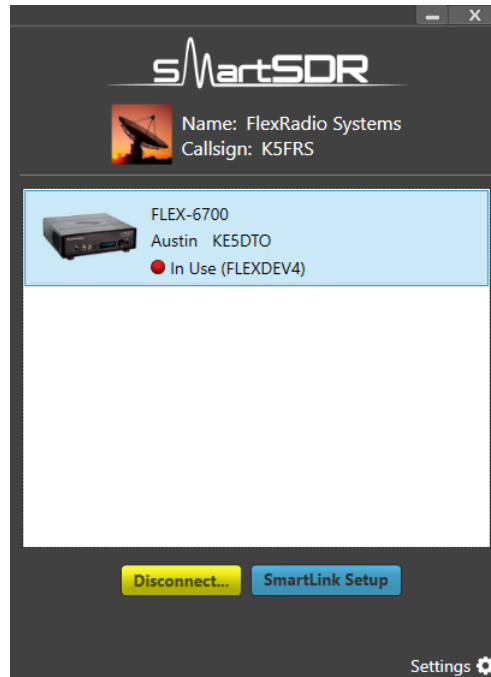 X
smartSDR
Name: FlexRadio Systems
Callsign: K5FRS
FLEX-6700
Austin KE5DTO
In Use (FLEXDEV4)
Disconnect...
SmartLink Setup
Settings